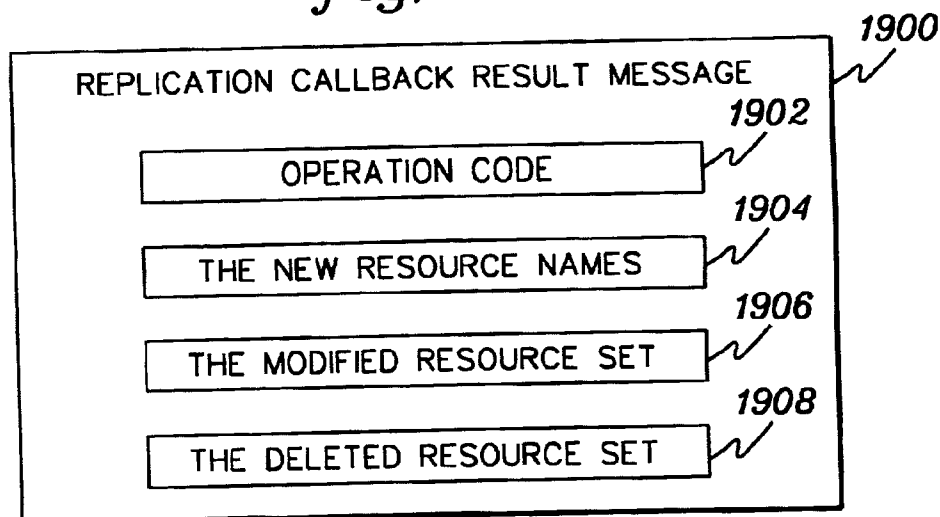 Fig.
1900
REPLICATION CALLBACK RESULT MESSAGE
1902
OPERATION CODE
1904
THE NEW RESOURCE NAMES
1906
THE MODIFIED RESOURCE SET
1908
THE DELETED RESOURCE SET